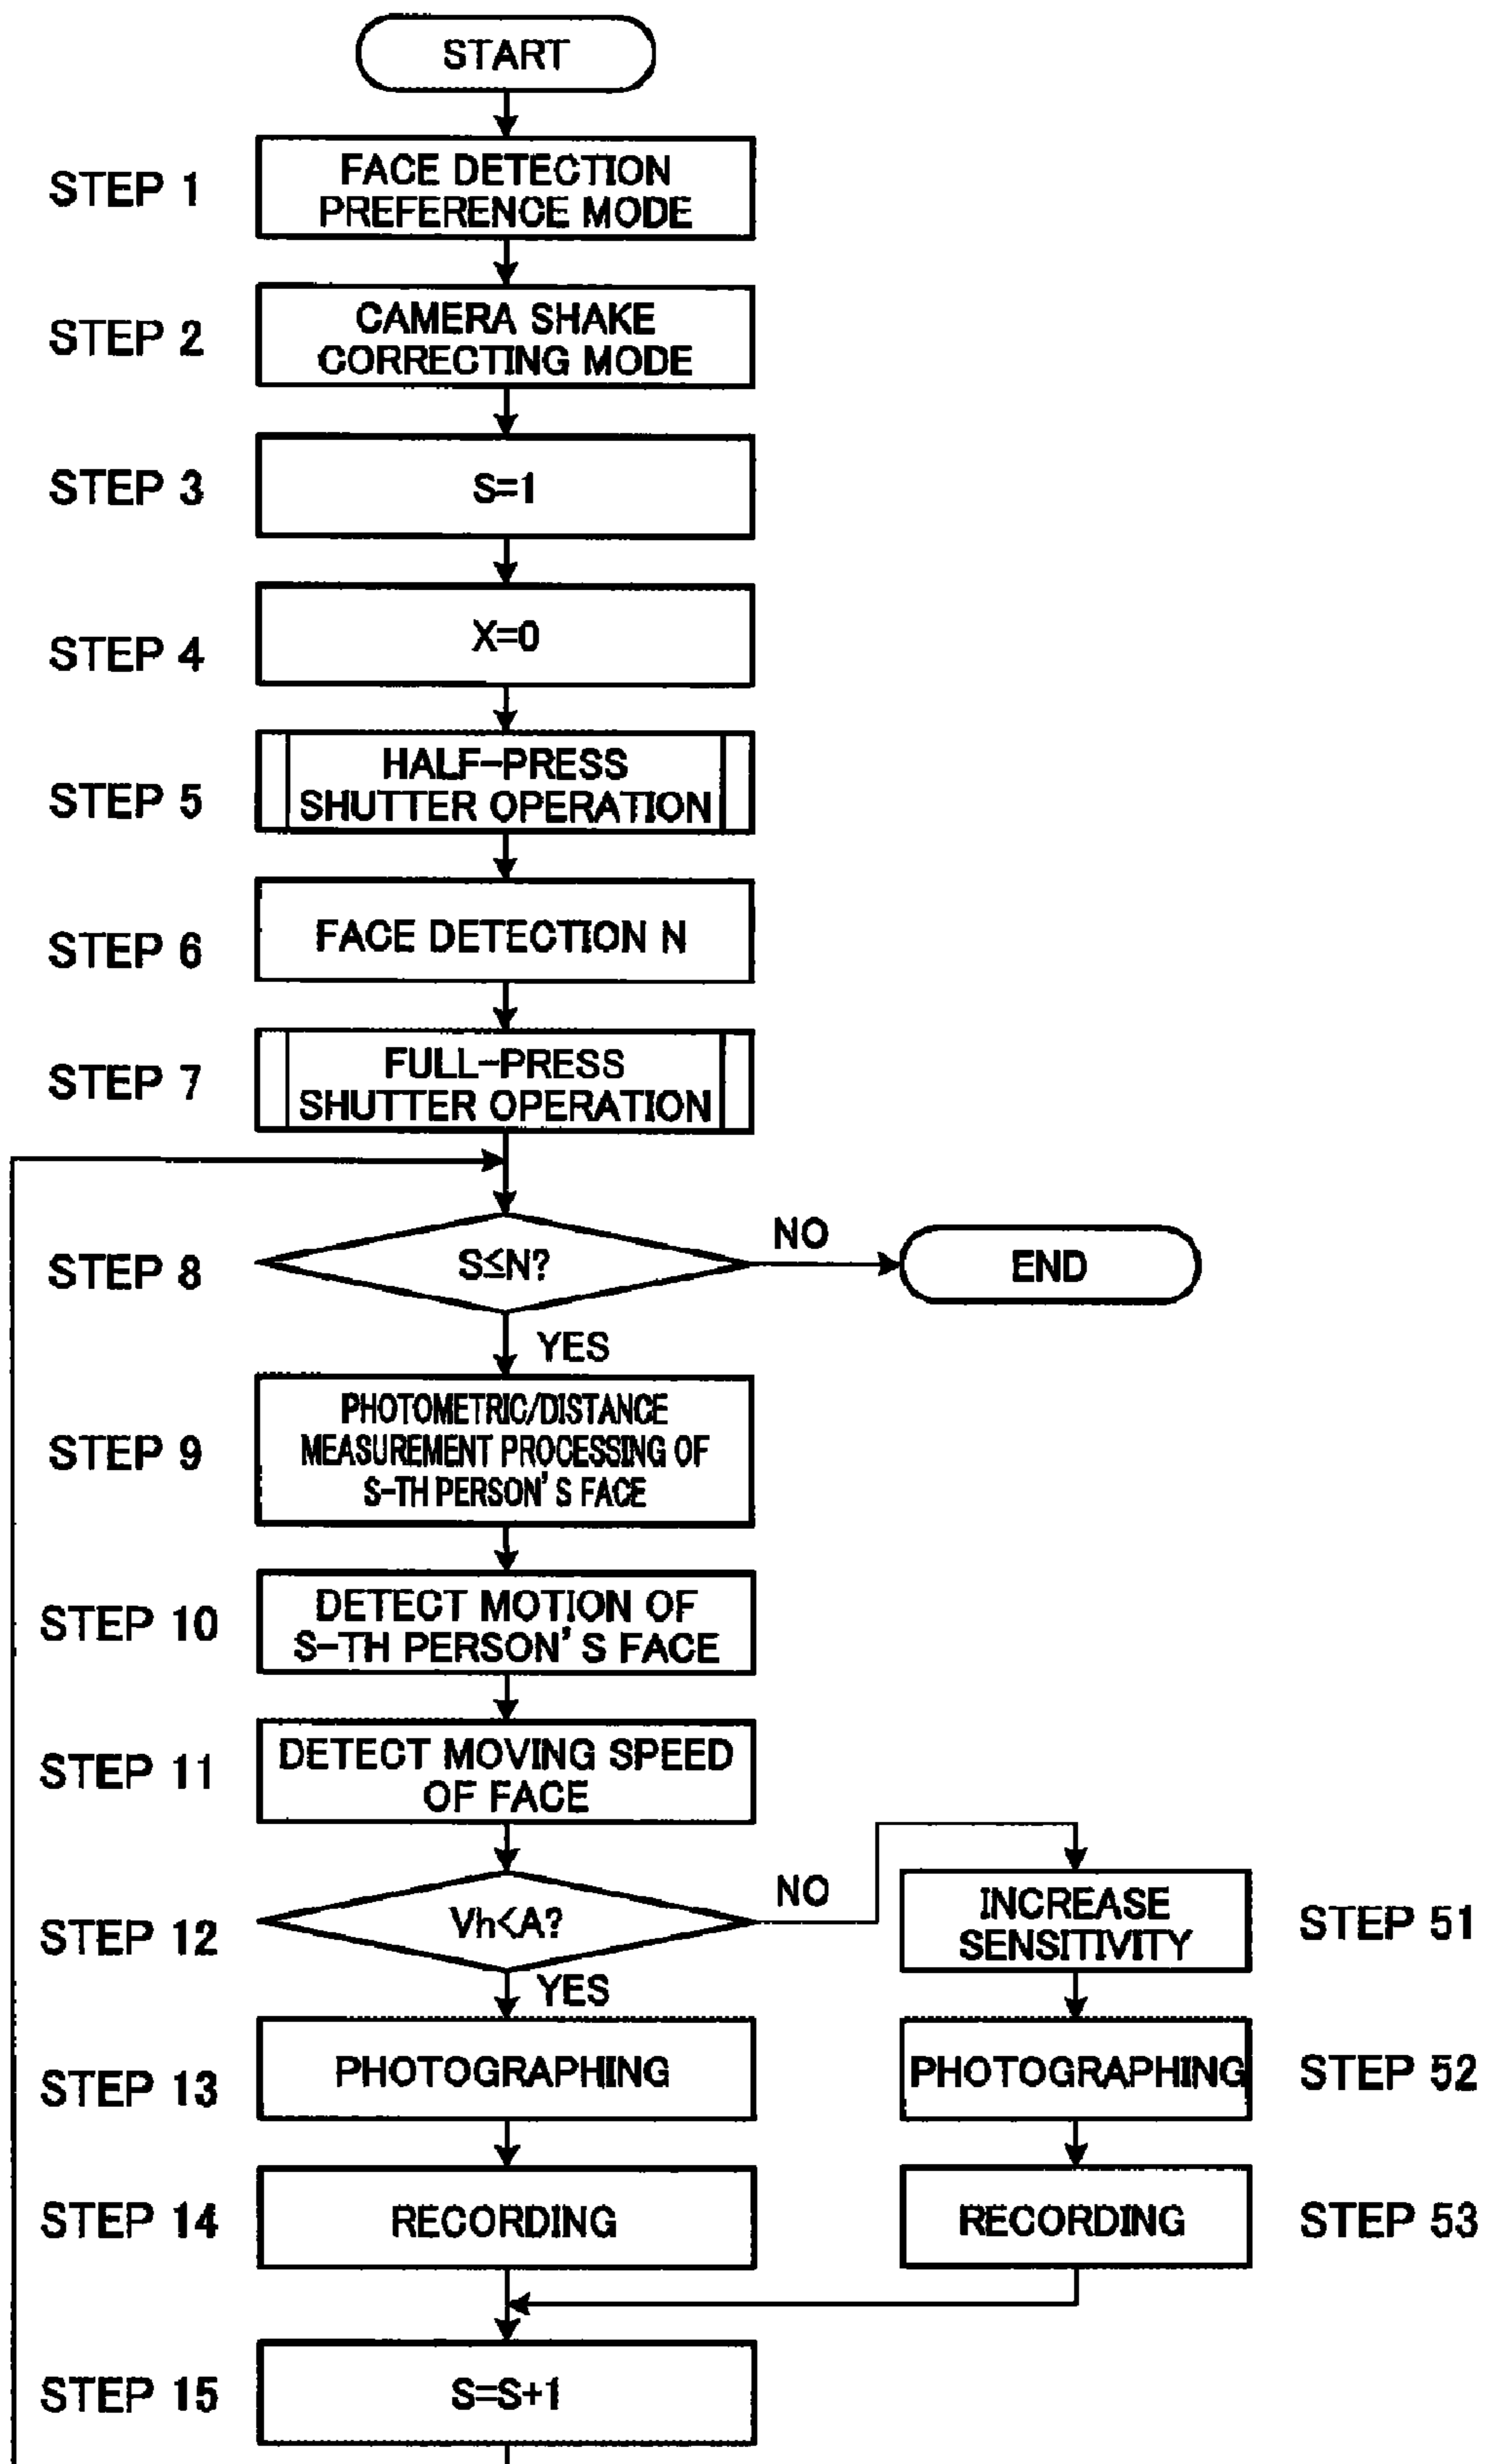 START
STEP 1
FACE DETECTION
PREFERENCE MODE
STEP 2
CAMERA SHAKE
CORRECTING MODE
STEP 3
S=1
STEP 4
X=0
STEP 5
HALF-PRESS
SHUTTER OPERATION
STEP 6
FACE DETECTION N
STEP 7
FULL-PRESS
SHUTTER OPERATION
STEP 8
S≤N?
NO
END
YES
STEP 9
PHOTOMETRIC/DISTANCE
MEASUREMENT PROCESSING OF
S-TH PERSON'S FACE
STEP 10
DETECT MOTION OF
S-TH PERSON'S FACE
STEP 11
DETECT MOVING SPEED
OF FACE
STEP 12
Vh<A?
NO
INCREASE
SENSITIVITY
STEP 51
YES
STEP 13
PHOTOGRAPHING
PHOTOGRAPHING
STEP 52
STEP 14
RECORDING
RECORDING
STEP 53
STEP 15
S=S+1